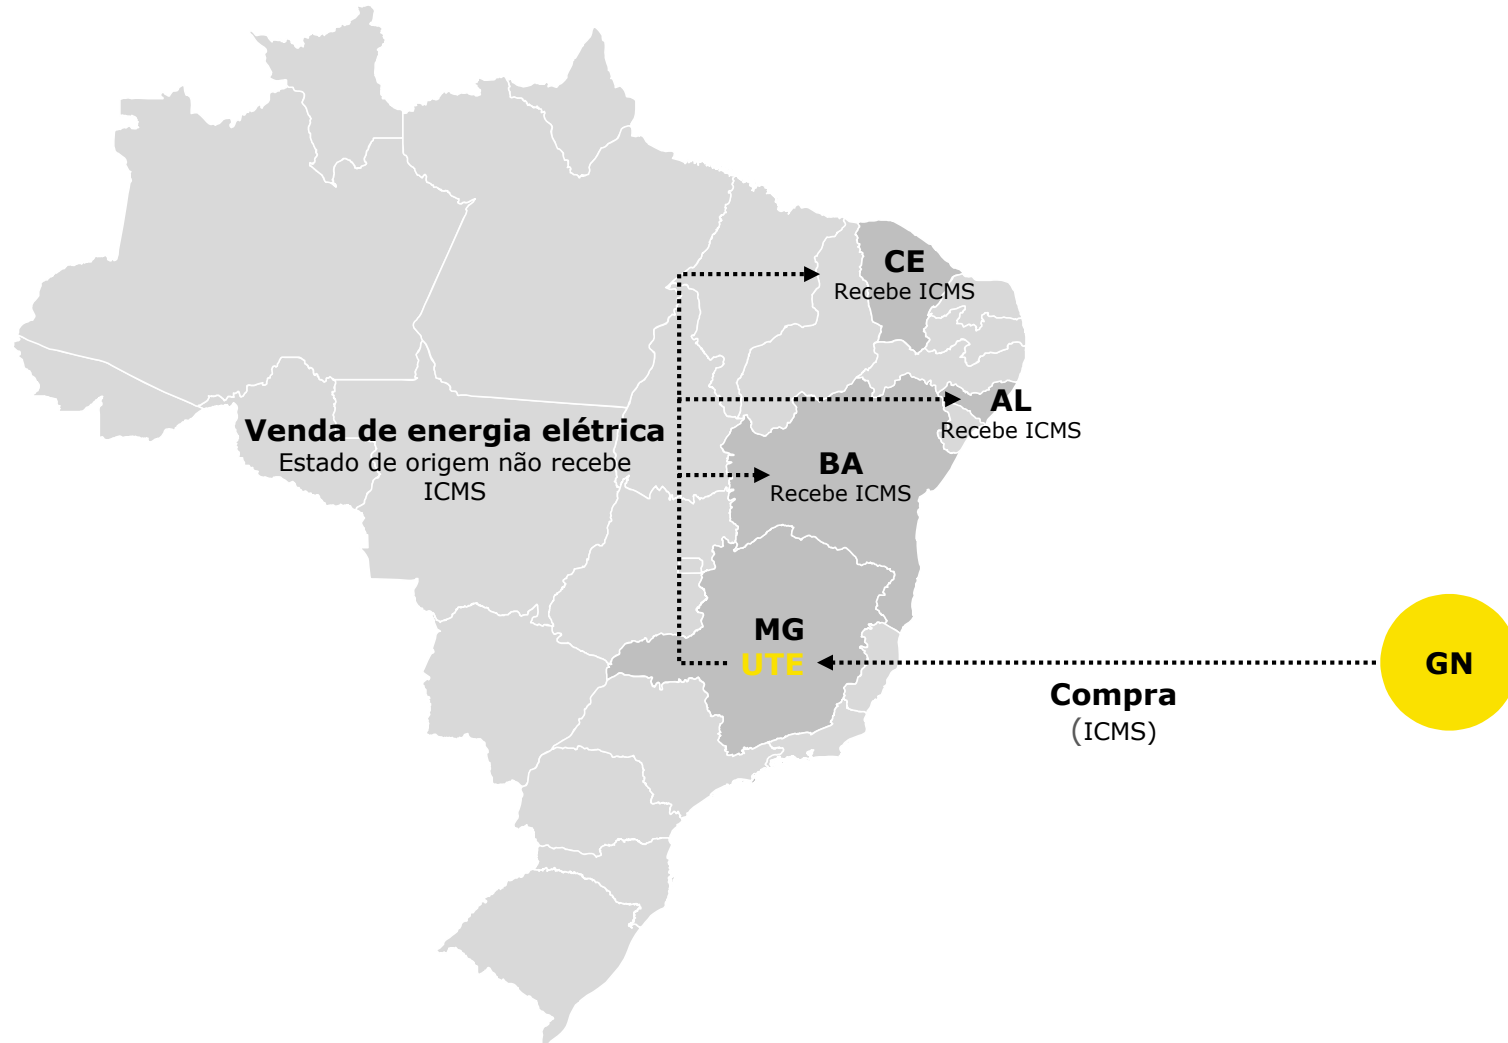 CE
Recebe ICMS
AL
Recebe ICMS
Venda de energia elétrica
Estado de origem não recebe
ICMS
BA
Recebe ICMS
MG
UTE
GN
Compra
(ICMS)